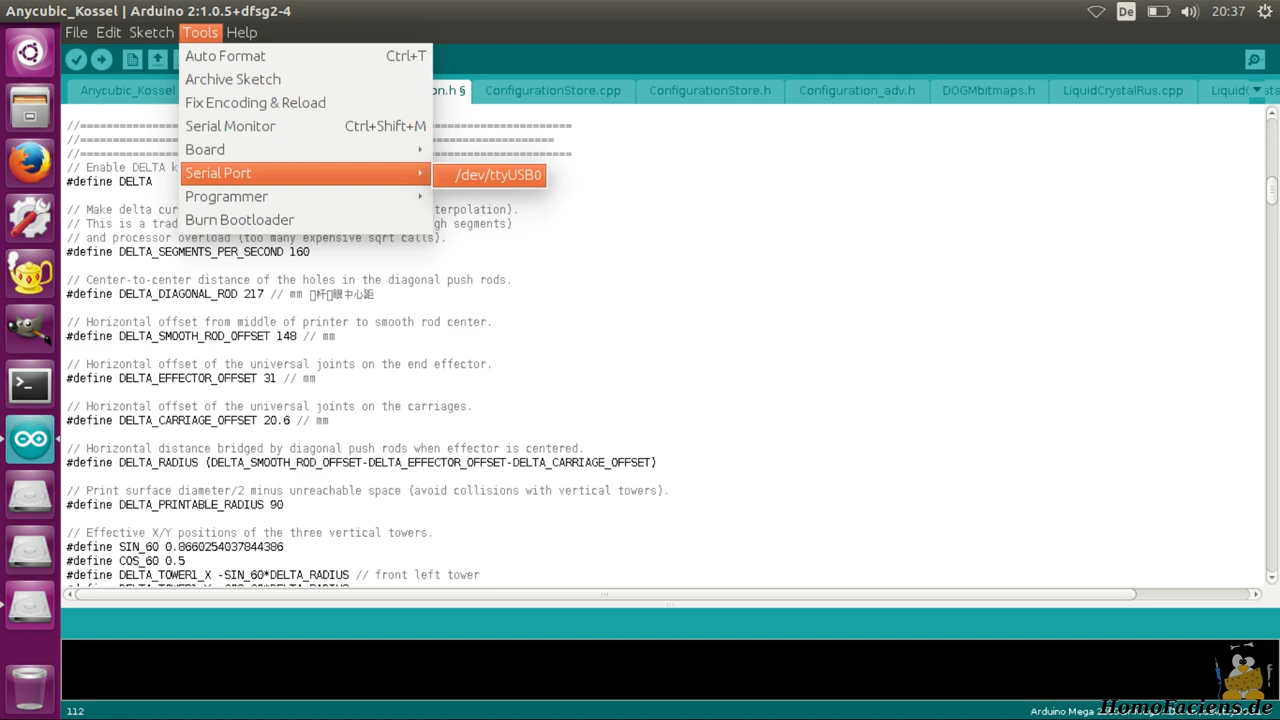 Anycubic_Kossel | Arduino 2:1.0.5+dfsg2-4
De
20:37
File Edit Sketch Tools Help
Auto Format Ctrl+T
Archive Sketch
Fix Encoding & Reload
Serial Monitor Ctrl+Shift+M
Board
Serial Port
/dev/ttyUSB0
Programmer
Burn Bootloader
Anycubic_Kossel
on.h § ConfigurationStore.cpp ConfigurationStore.h Configuration_adv.h DOGMbitmaps.h LiquidCrystalRus.cpp
// Enable DELTA k
#define DELTA
// Make delta cur terpolation).
// This is a trad gh segments)
// and processor overload (too many expensive sqrt calls).
#define DELTA_SEGMENTS_PER_SECOND 160
// Center-to-center distance of the holes in the diagonal push rods.
#define DELTA_DIAGONAL_ROD 217 // mm 杆 眼中心距
// Horizontal offset from middle of printer to smooth rod center.
#define DELTA_SMOOTH_ROD_OFFSET 148 // mm
// Horizontal offset of the universal joints on the end effector.
#define DELTA_EFFECTOR_OFFSET 31 // mm
// Horizontal offset of the universal joints on the carriages.
#define DELTA_CARRIAGE_OFFSET 20.6 // mm
// Horizontal distance bridged by diagonal push rods when effector is centered.
#define DELTA_RADIUS (DELTA_SMOOTH_ROD_OFFSET-DELTA_EFFECTOR_OFFSET-DELTA_CARRIAGE_OFFSET)
// Print surface diameter/2 minus unreachable space (avoid collisions with vertical towers).
#define DELTA_PRINTABLE_RADIUS 90
// Effective X/Y positions of the three vertical towers.
#define SIN_60 0.8660254037844386
#define COS_60 0.5
#define DELTA_TOWER1_X -SIN_60*DELTA_RADIUS // front left tower
112
Arduino Mega
HomoFaciens.de